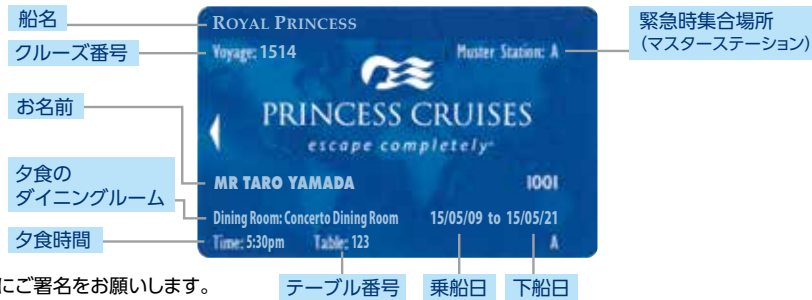 船名
ROYAL PRINCESS
緊急時集合場所
(マスターステーション)
クルーズ番号
Voyage: 1514
Muster Station: A
PRINCESS CRUISES
escape completely
お名前
MR TARO YAMADA
1001
夕食の
ダイニングルーム
Dining Room: Concerto Dining Room
15/05/09 to 15/05/21
夕食時間
Time: 5:30pm
Table: 123
A
にご署名をお願いします。
テーブル番号
乗船日
下船日